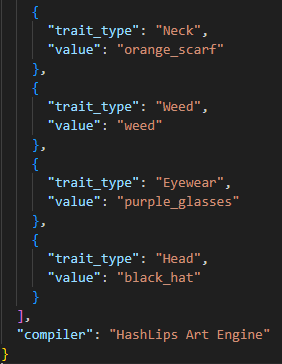 {
"trait_type": "Neck",
"value": "orange_scarf"
},
{
"trait_type": "Weed",
"value": "weed"
},
{
"trait_type": "Eyewear",
"value": "purple_glasses"
},
{
"trait_type": "Head",
"value": "black_hat"
}
],
"compiler": "HashLips Art Engine"
}